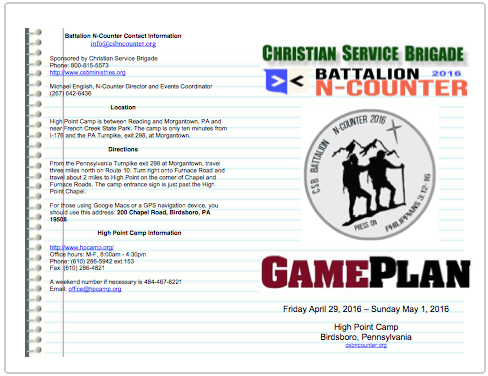 Battalion N-Counter Contact Information
info@csbncounter.org
Sponsored by Christian Service Brigade
Phone: 800-815-5573
http://www.csbministries.org
Michael English, N-Counter Director and Events Coordinator
(267) 642-6436
Location
High Point Camp is between Reading and Morgantown, PA and
near French Creek State Park. The camp is only ten minutes from
I-176 and the PA Turnpike, exit 298, at Morgantown.
Directions
From the Pennsylvania Turnpike exit 298 at Morgantown, travel
three miles north on Route 10. Turn right onto Furnace Road and
travel about 2 miles to High Point on the corner of Chapel and
Furnace Roads. The camp entrance sign is just past the High
Point Chapel.
For those using Google Maps or a GPS navigation device, you
should use this address: 200 Chapel Road, Birdsboro, PA
19508.
High Point Camp Information
http://www.hpcamp.org/
Office hours: M-F, 8:00am - 4:30pm
Phone: (610) 286-5942 ext.153
Fax: (610) 286-4821
A weekend number if necessary is 484-467-6221
Email: office@hpcamp.org
CHRISTIAN SERVICE BRIGADE
BATTALION 2016
N-COUNTER
CSB BATTALION N-COUNTER 2016
PRESS ON PHILIPPIANS 3:12-16
GAMEPLAN
Friday April 29, 2016 – Sunday May 1, 2016
High Point Camp
Birdsboro, Pennsylvania
csbncounter.org